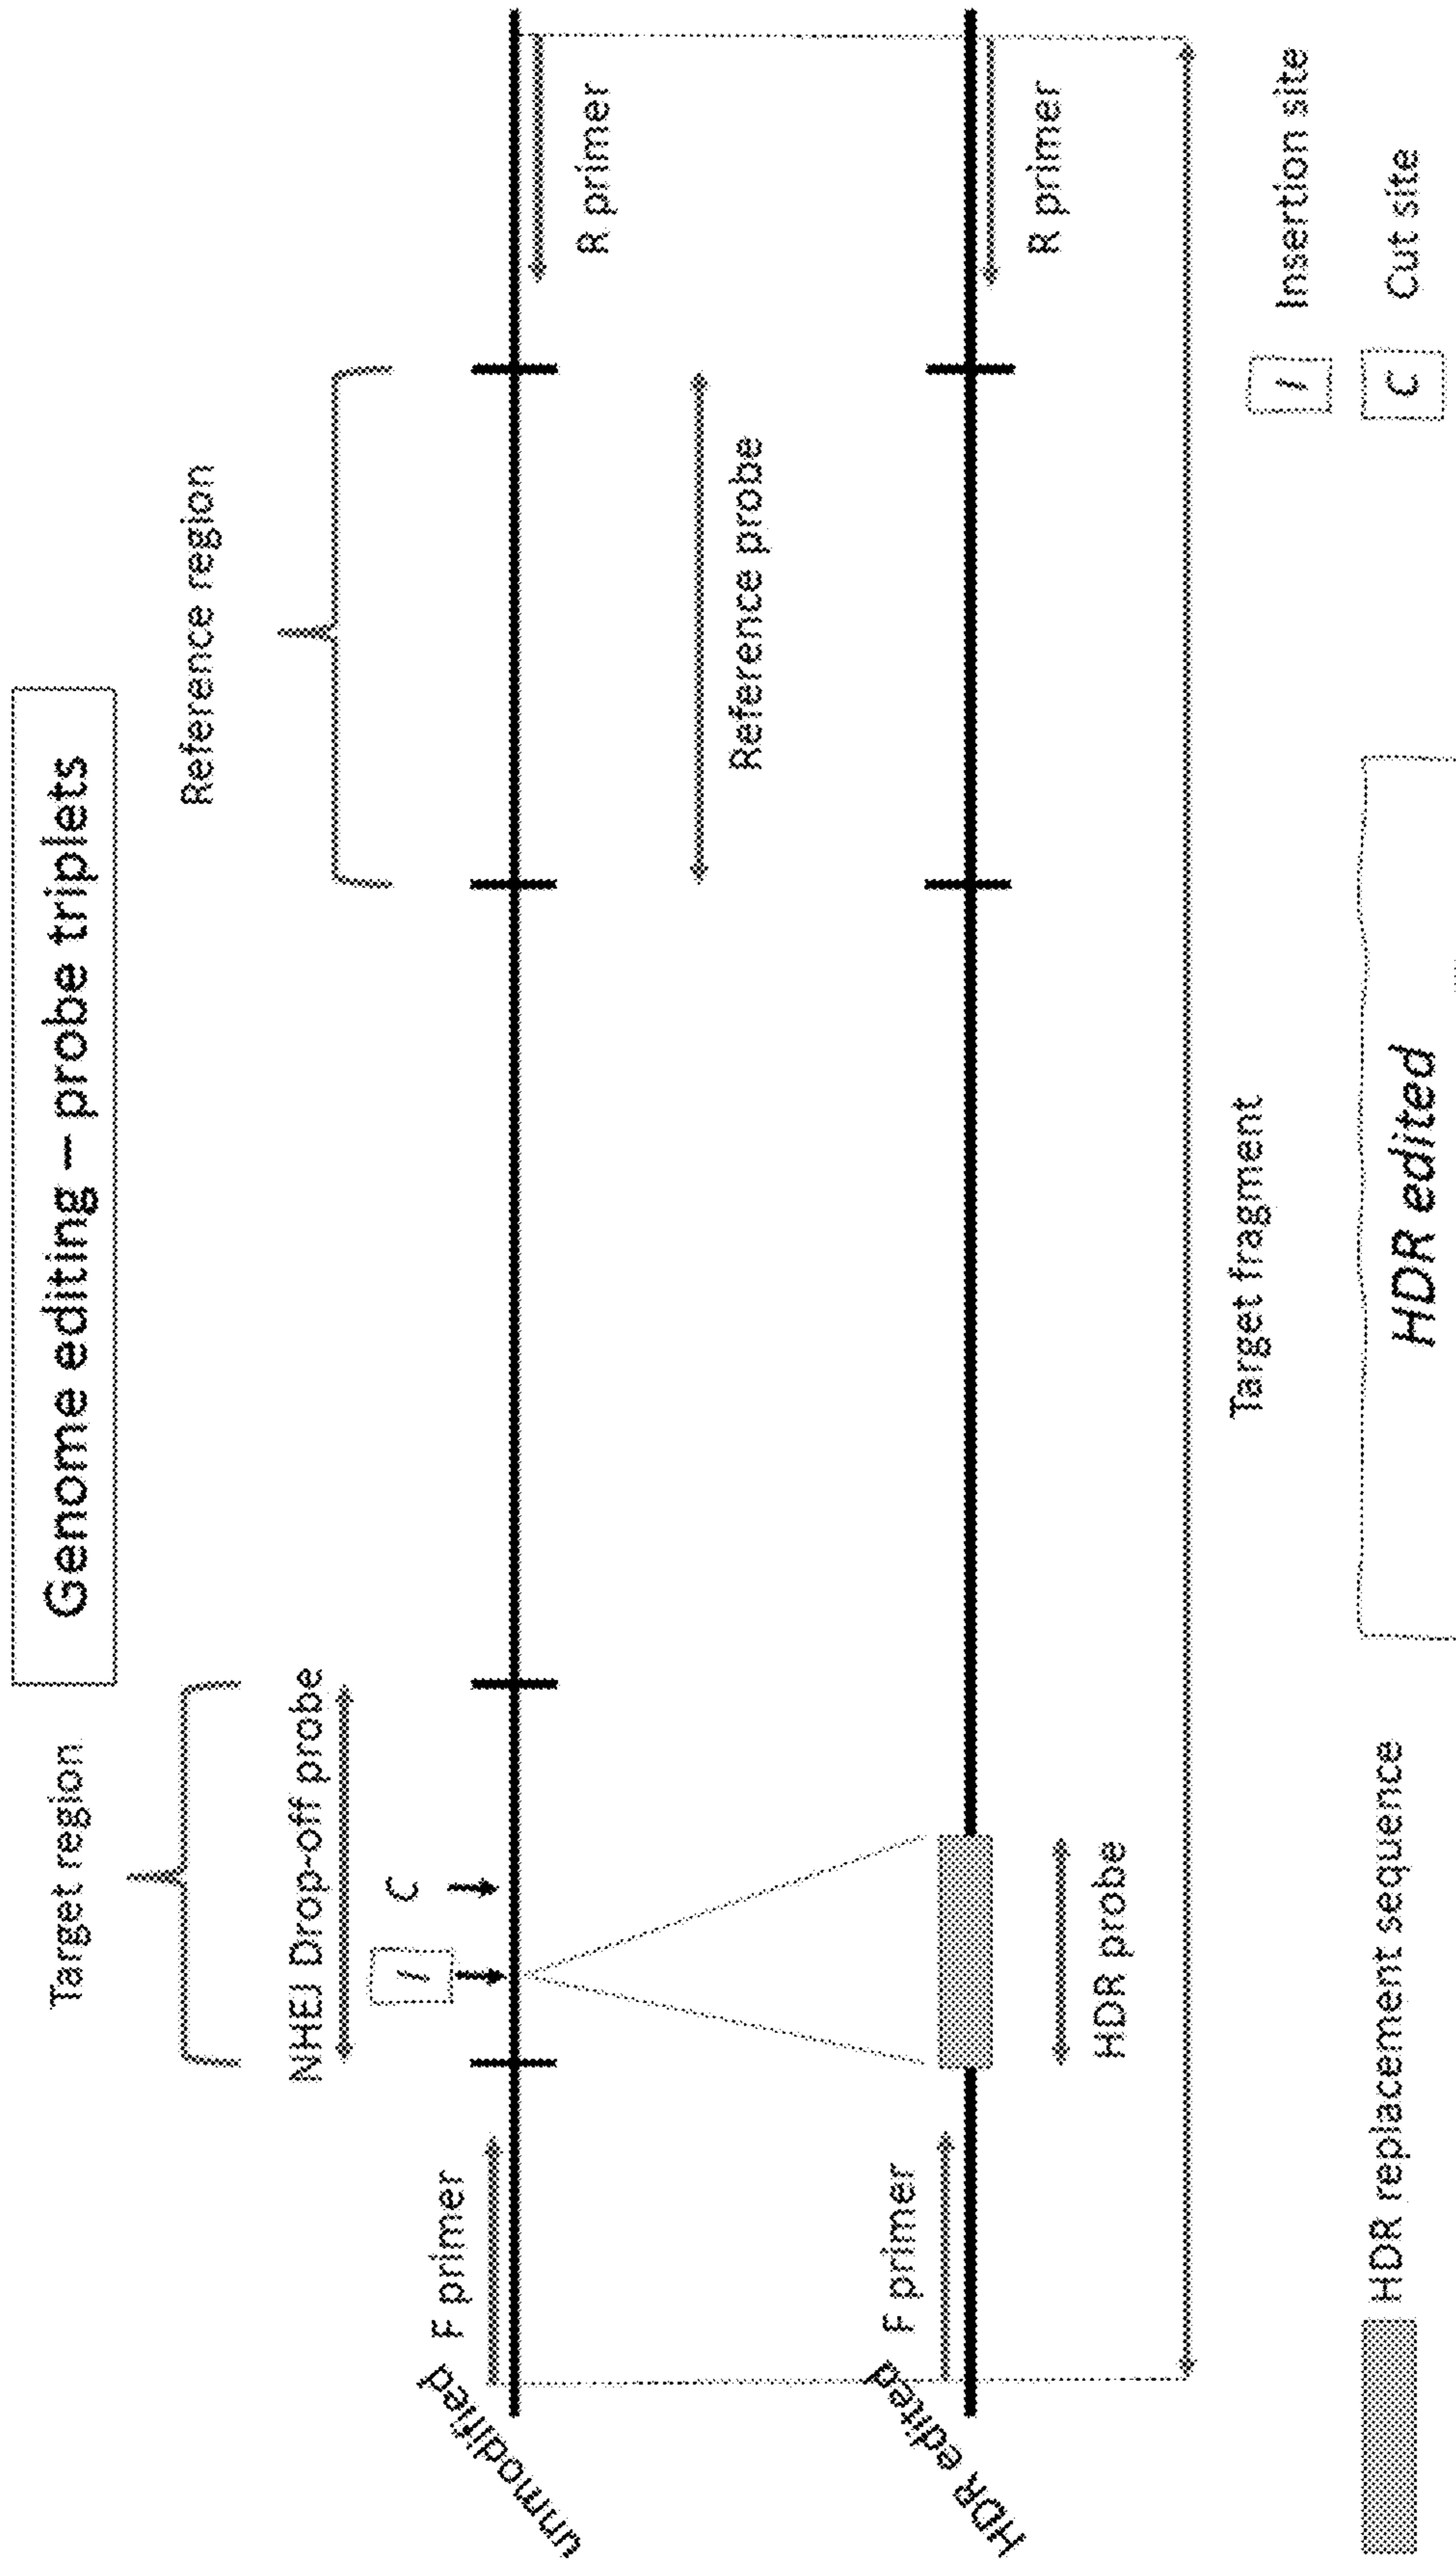 Genome editing – probe triplets
Target region
Reference region
NHEJ Drop-off probe
I
C
unmodified
F primer
R primer
Reference probe
HDR edited
F primer
R primer
HDR probe
Target fragment
I Insertion site
HDR replacement sequence
HDR edited
C Cut site